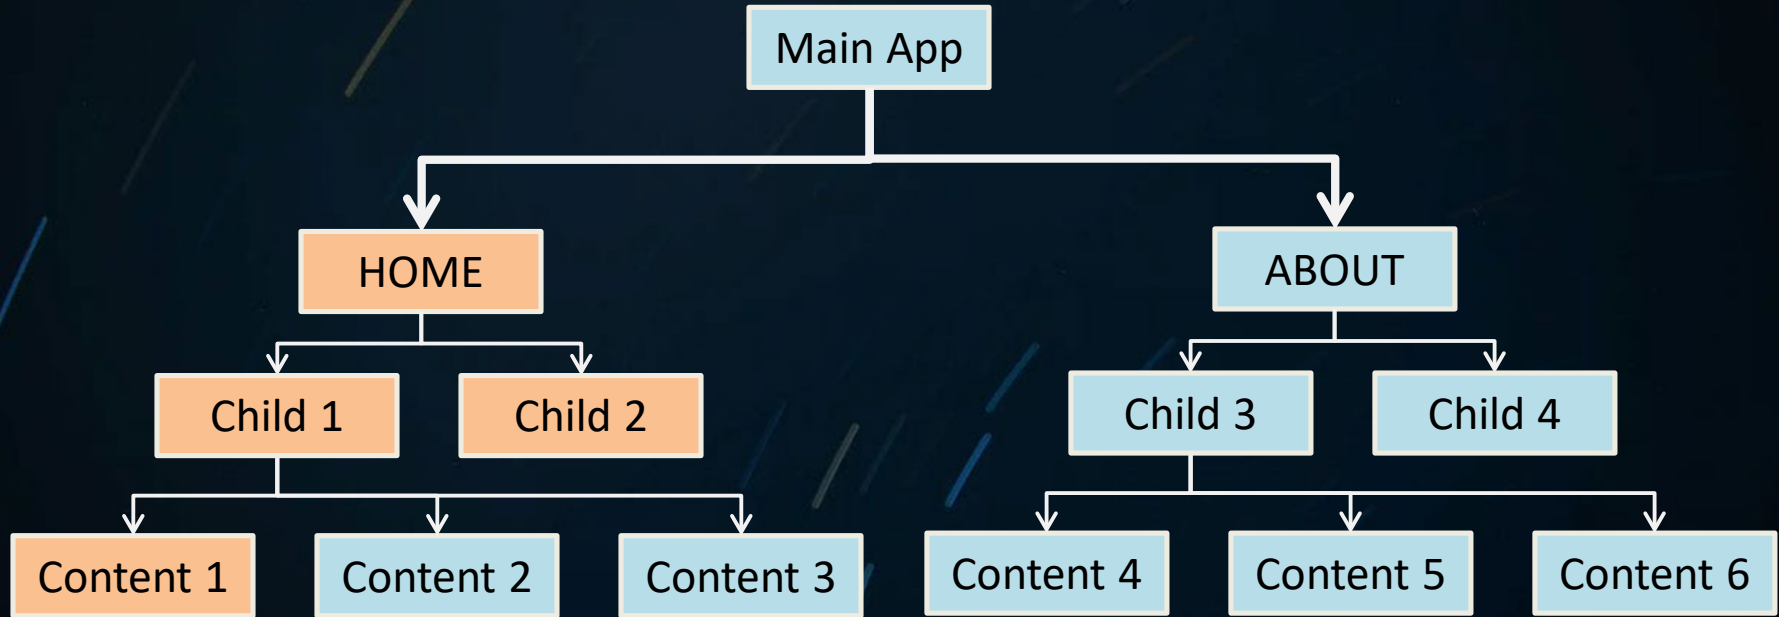 Main App
HOME
ABOUT
Child 1
Child 2
Child 3
Child 4
Content 1
Content 2
Content 3
Content 4
Content 5
Content 6